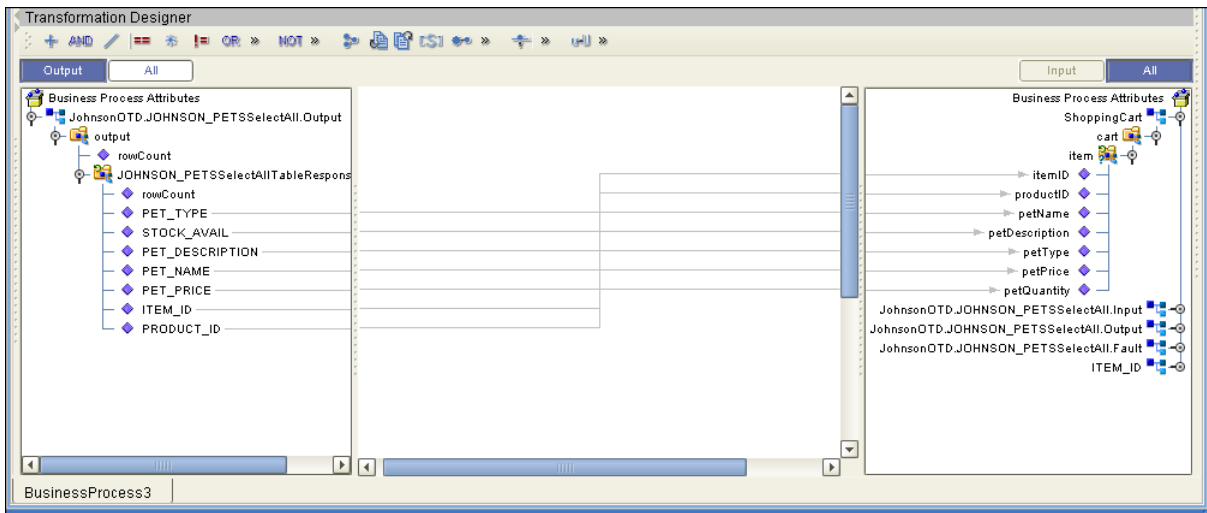 Transformation Designer
AND == != OR » NOT » [S] » » »
Output All Input All
Business Process Attributes
JohnsonOTD.JOHNSON_PETSSelectAll.Output
output
rowCount
JOHNSON_PETSSelectAllTableRespons
rowCount
PET_TYPE
STOCK_AVAIL
PET_DESCRIPTION
PET_NAME
PET_PRICE
ITEM_ID
PRODUCT_ID
Business Process Attributes
ShoppingCart
cart
item
itemID
productID
petName
petDescription
petType
petPrice
petQuantity
JohnsonOTD.JOHNSON_PETSSelectAll.Input
JohnsonOTD.JOHNSON_PETSSelectAll.Output
JohnsonOTD.JOHNSON_PETSSelectAll.Fault
ITEM_ID
BusinessProcess3